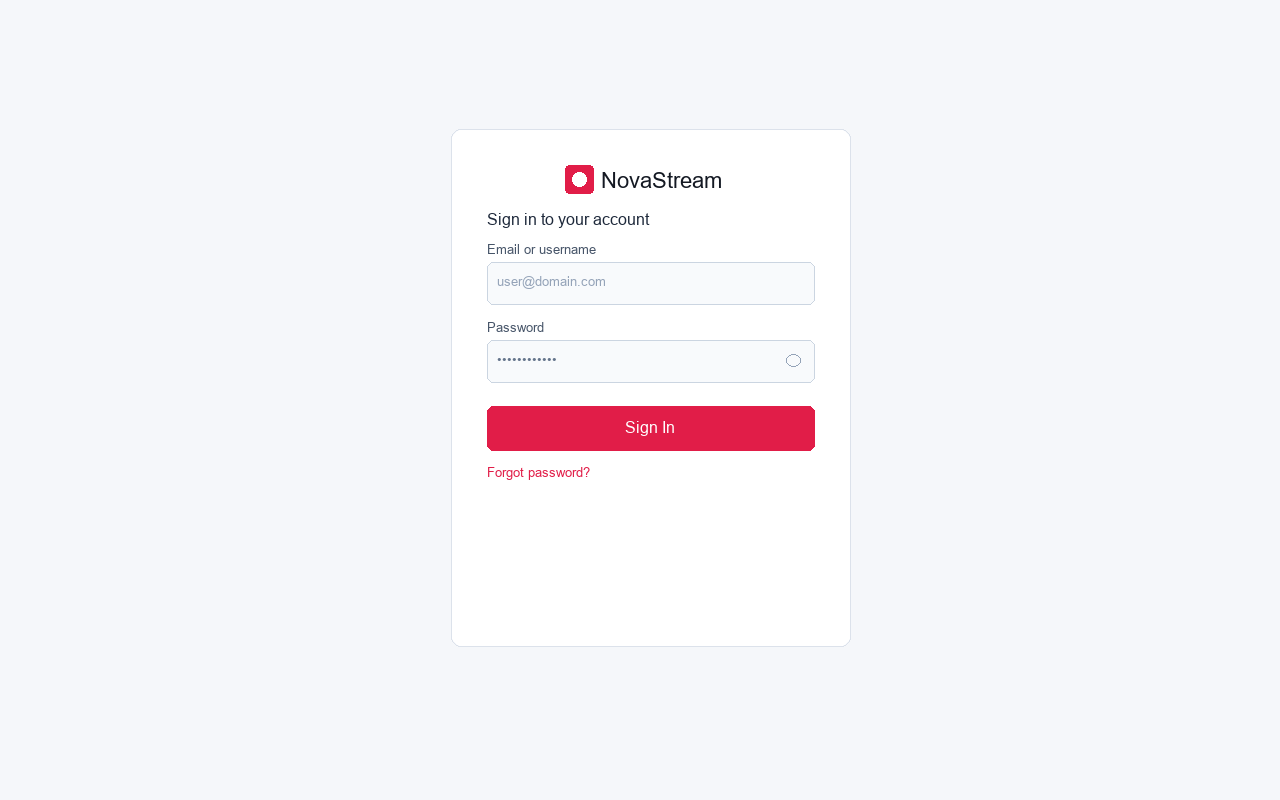 NovaStream
Sign in to your account
Email or username
user@domain.com
Password
••••••••••••
Sign In
Forgot password?